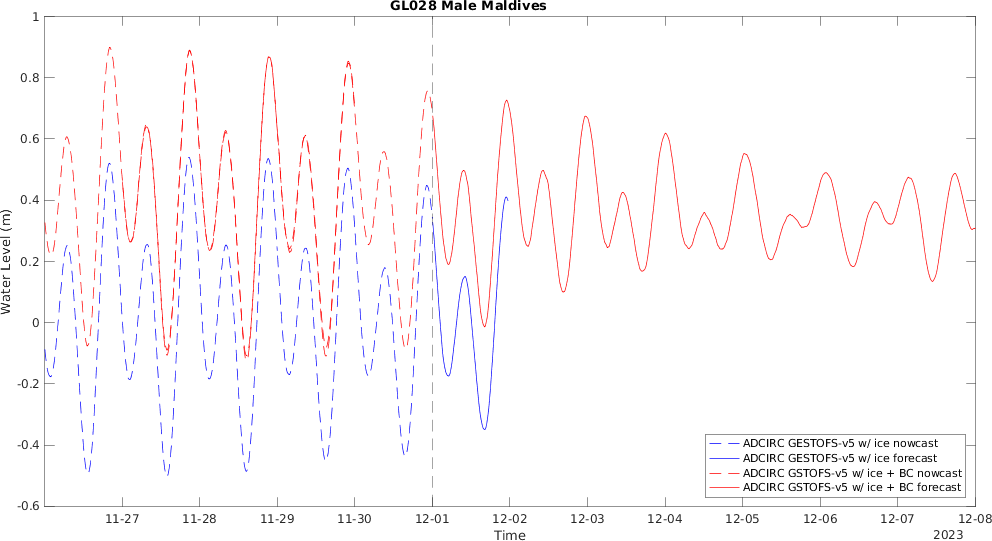 GL028 Male Maldives
1
0.8
0.6
0.4
0.2
0
-0.2
-0.4
-0.6
Water Level (m)
ADCIRC GESTOFS-v5 w/ ice nowcast
ADCIRC GESTOFS-v5 w/ ice forecast
ADCIRC GSTOFS-v5 w/ ice + BC nowcast
ADCIRC GSTOFS-v5 w/ ice + BC forecast
11-27 11-28 11-29 11-30 12-01 12-02 12-03 12-04 12-05 12-06 12-07 12-08
Time
2023